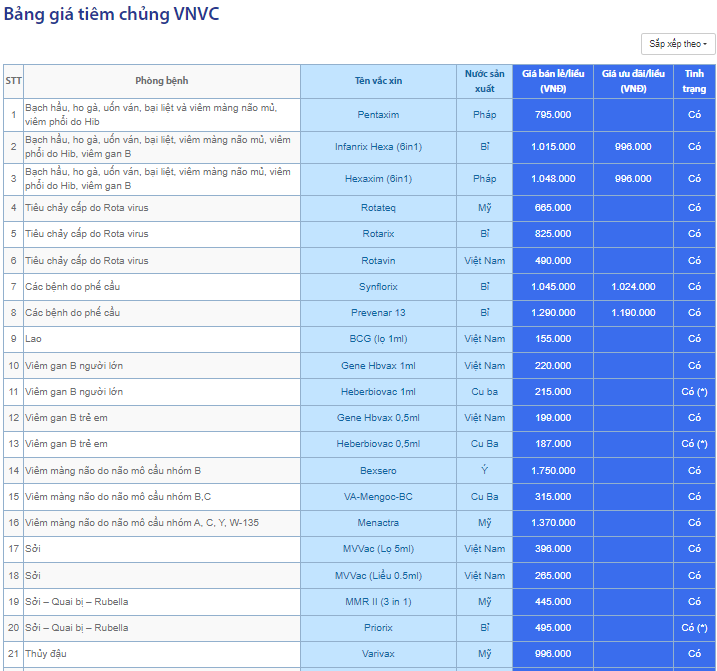 Bảng giá tiêm chủng VNVC
Sắp xếp theo
STT Phòng bệnh Tên vắc xin Nước sản xuất Giá bán lẻ/liều (VNĐ) Giá ưu đãi/liều (VNĐ) Tình trạng
1 Bạch hầu, ho gà, uốn ván, bại liệt và viêm màng não mủ, viêm phổi do Hib Pentaxim Pháp 795.000 Có
2 Bạch hầu, ho gà, uốn ván, bại liệt, viêm màng não mủ, viêm phổi do Hib, viêm gan B Infanrix Hexa (6in1) Bỉ 1.015.000 996.000 Có
3 Bạch hầu, ho gà, uốn ván, bại liệt, viêm màng não mủ, viêm phổi do Hib, viêm gan B Hexaxim (6in1) Pháp 1.048.000 996.000 Có
4 Tiêu chảy cấp do Rota virus Rotateq Mỹ 665.000 Có
5 Tiêu chảy cấp do Rota virus Rotarix Bỉ 825.000 Có
6 Tiêu chảy cấp do Rota virus Rotavin Việt Nam 490.000 Có
7 Các bệnh do phế cầu Synflorix Bỉ 1.045.000 1.024.000 Có
8 Các bệnh do phế cầu Prevenar 13 Bỉ 1.290.000 1.190.000 Có
9 Lao BCG (lọ 1ml) Việt Nam 155.000 Có
10 Viêm gan B người lớn Gene Hbvax 1ml Việt Nam 220.000 Có
11 Viêm gan B người lớn Heberbiovac 1ml Cu ba 215.000 Có (*)
12 Viêm gan B trẻ em Gene Hbvax 0,5ml Việt Nam 199.000 Có
13 Viêm gan B trẻ em Heberbiovac 0,5ml Cu Ba 187.000 Có (*)
14 Viêm màng não do não mô cầu nhóm B Bexsero Ý 1.750.000 Có
15 Viêm màng não do não mô cầu nhóm B,C VA-Mengoc-BC Cu Ba 315.000 Có
16 Viêm màng não do não mô cầu nhóm A, C, Y, W-135 Menactra Mỹ 1.370.000 Có
17 Sởi MVVac (Lọ 5ml) Việt Nam 396.000 Có
18 Sởi MVVac (Liều 0.5ml) Việt Nam 265.000 Có
19 Sởi – Quai bị – Rubella MMR II (3 in 1) Mỹ 445.000 Có
20 Sởi – Quai bị – Rubella Priorix Bỉ 495.000 Có (*)
21 Thủy đậu Varivax Mỹ 996.000 Có